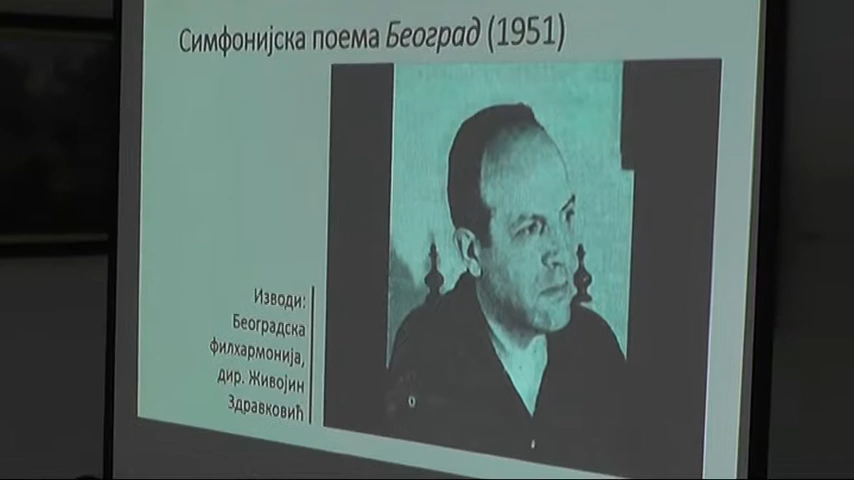 Симфонијска поема Београд (1951)
Изводи:
Београдска
филхармонија,
дир. Живојин
Здравковић